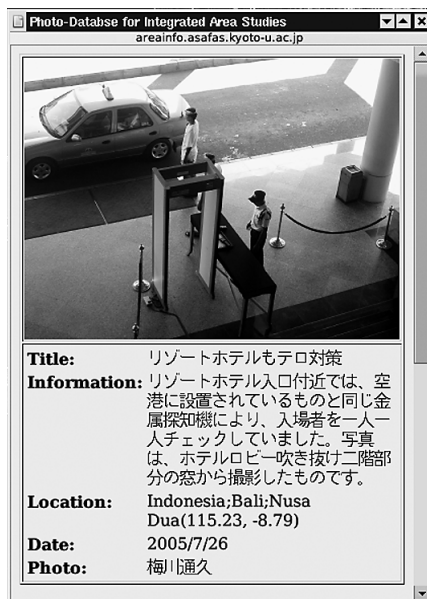 Photo-Databse for Integrated Area Studies
areainfo.asafas.kyoto-u.ac.jp
Title: リゾートホテルもテロ対策
Information: リゾートホテル入口付近では、空
港に設置されているものと同じ金
属探知機により、入場者を一人一
人チェックしていました。写真
は、ホテルロビー吹き抜け二階部
分の窓から撮影したものです。
Location: Indonesia;Bali;Nusa
Dua(115.23, -8.79)
Date: 2005/7/26
Photo: 梅川通久